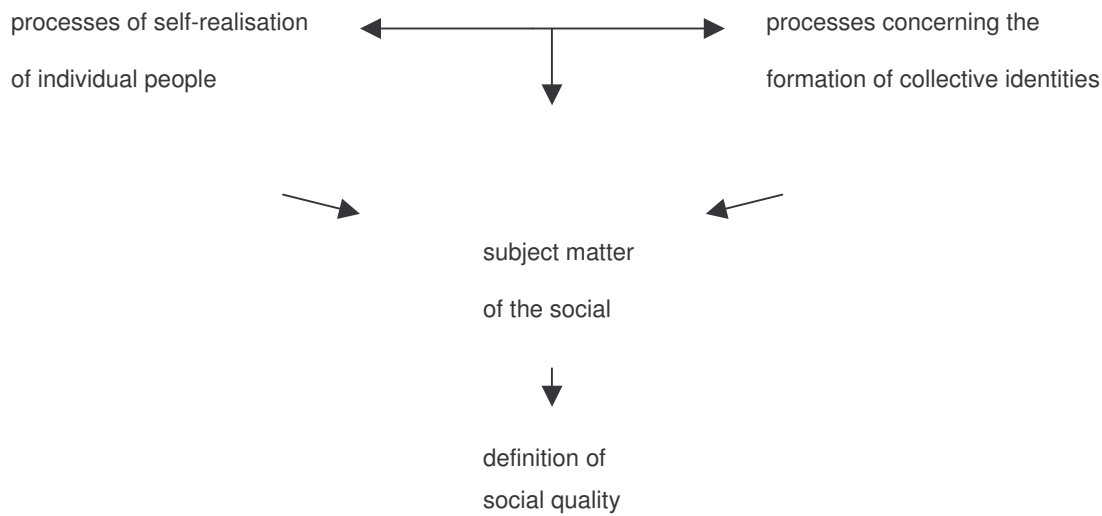 processes of self-realisation
of individual people
processes concerning the
formation of collective identities
subject matter
of the social
definition of
social quality